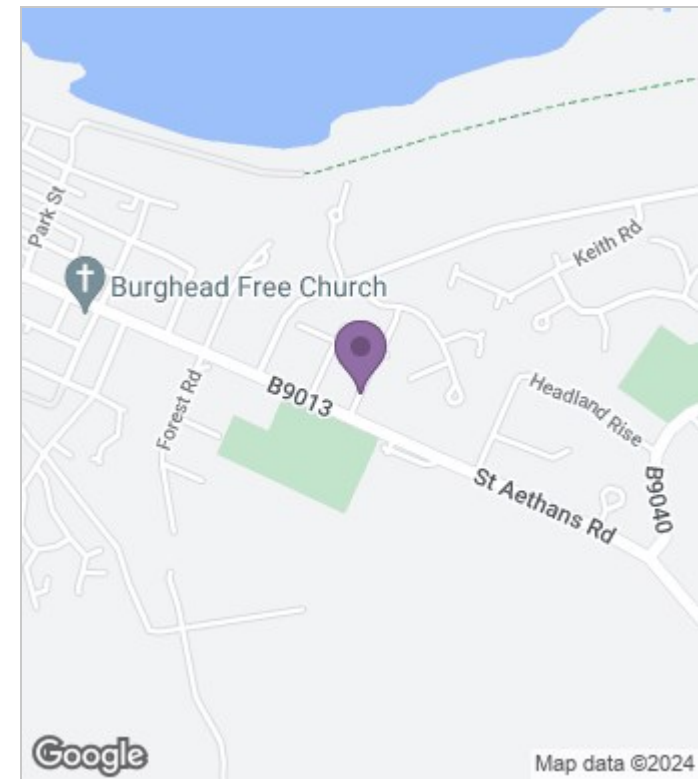 Park St
Keith Rd
Burghead Free Church
Forest Rd
B9013
Headland Rise
St Aethans Rd
B9040
Google
Map data ©2024